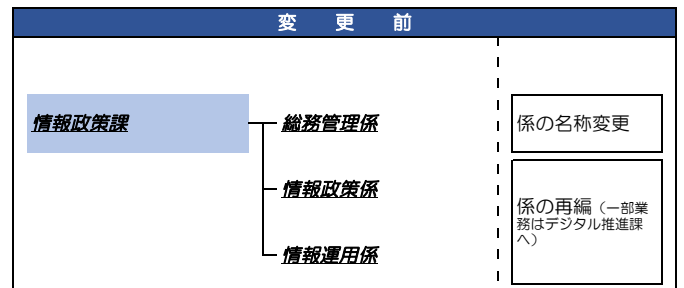 変　更　前
情報政策課
総務管理係
係の名称変更
情報政策係
係の再編（一部業
務はデジタル推進課
へ）
情報運用係